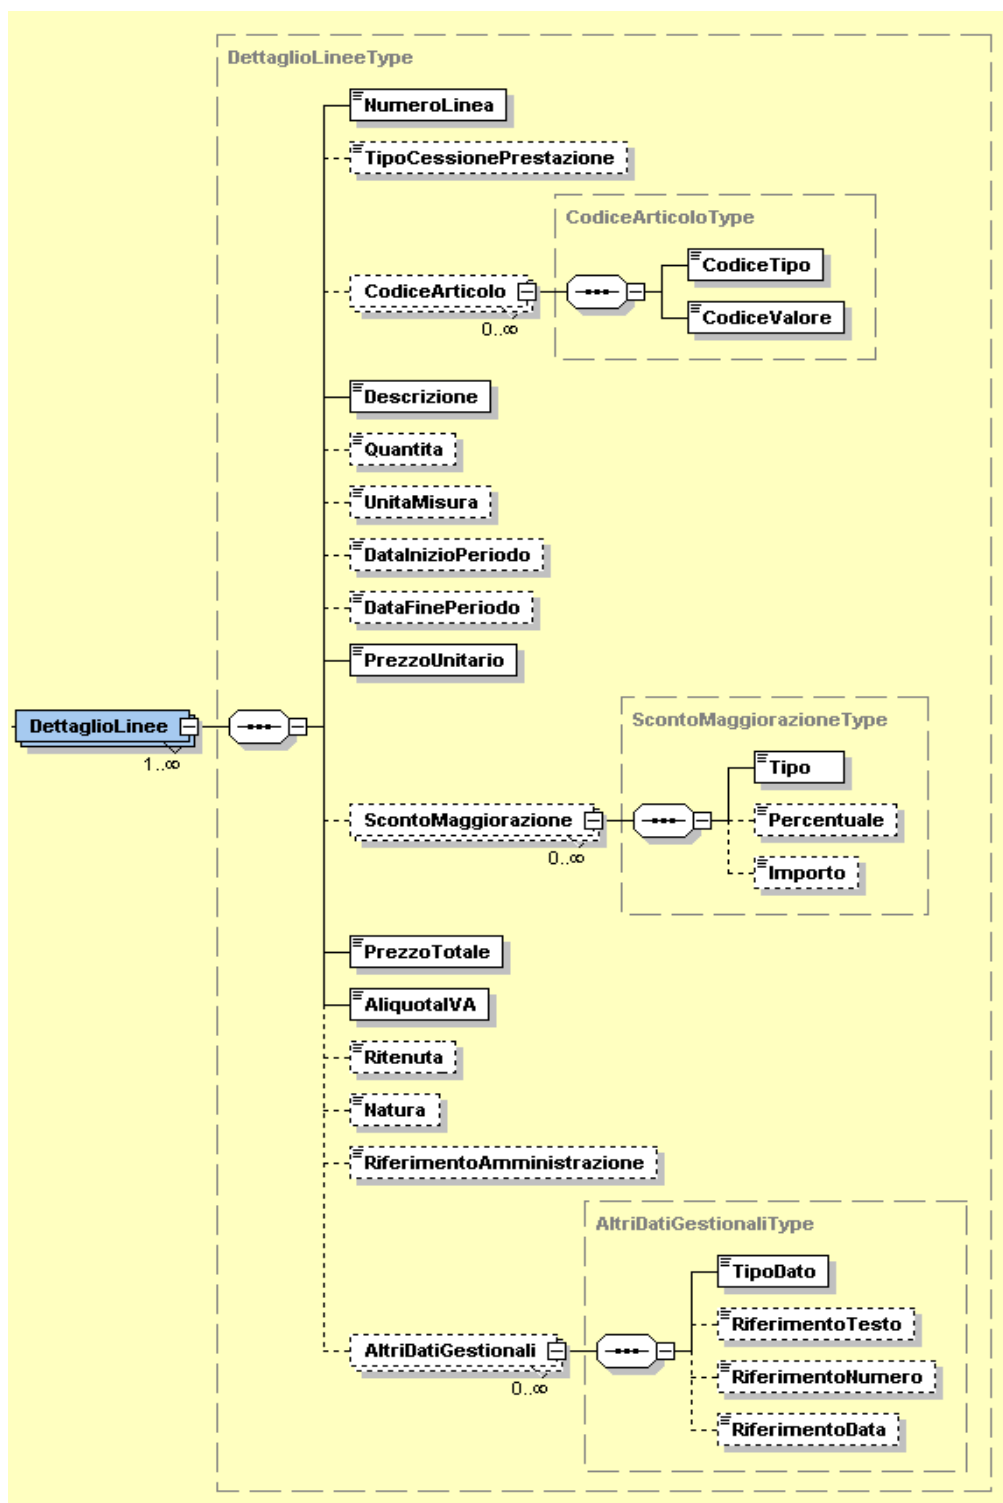 DettaglioLineeType
NumeroLinea
TipoCessionePrestazione
CodiceArticoloType
CodiceTipo
CodiceArticolo
CodiceValore
0..∞
Descrizione
Quantita
UnitaMisura
DataInizioPeriodo
DataFinePeriodo
PrezzoUnitario
DettaglioLinee
1..∞
ScontoMaggiorazioneType
Tipo
ScontoMaggiorazione
Percentuale
0..∞
Importo
PrezzoTotale
AliquotaIVA
Ritenuta
Natura
RiferimentoAmministrazione
AltriDatiGestionaliType
TipoDato
RiferimentoTesto
AltriDatiGestionali
0..∞
RiferimentoNumero
RiferimentoData